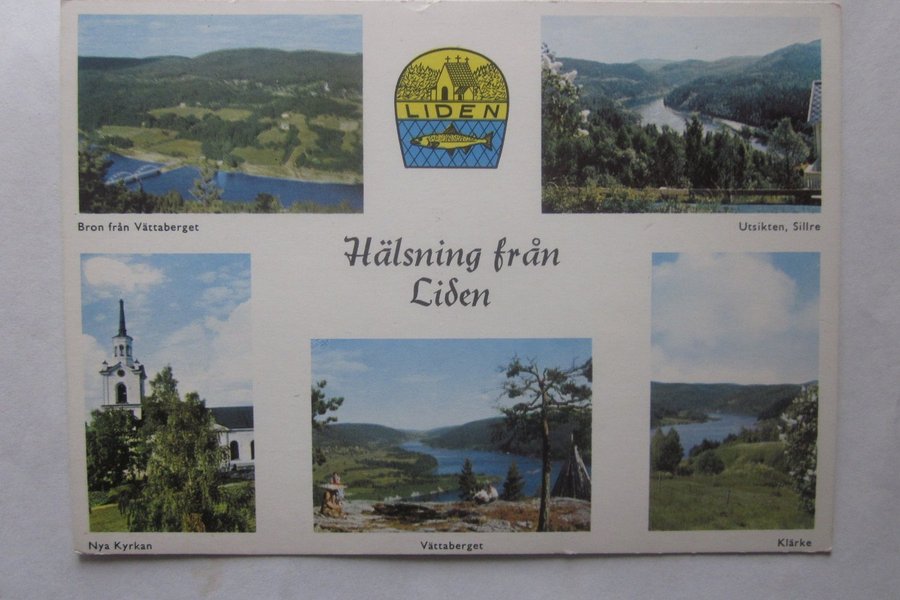 LIDEN
Bron från Vättaberget
Utsikten, Sillre
Hälsning från
Liden
Nya Kyrkan
Vättaberget
Klärke